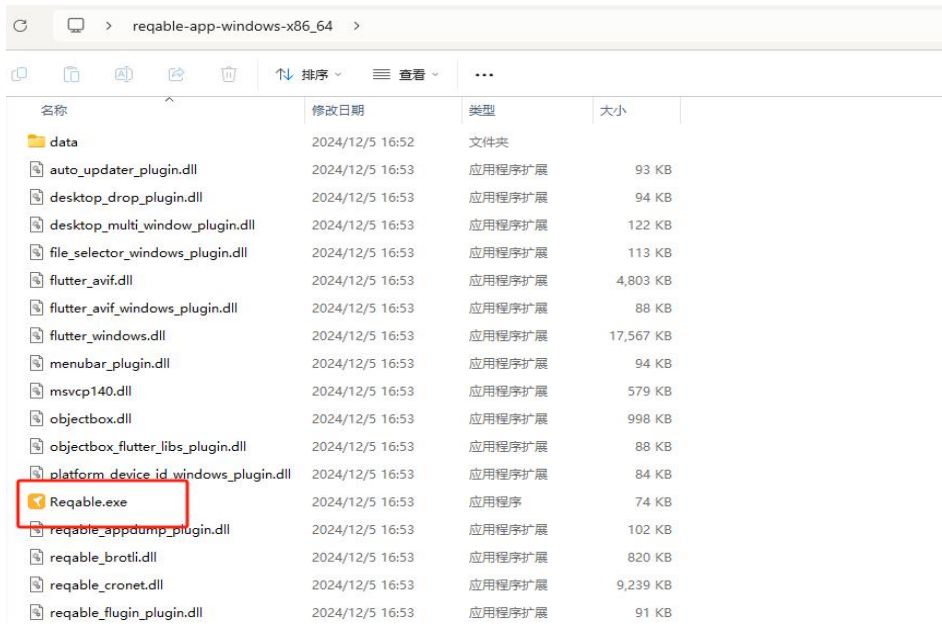 reqable-app-windows-x86_64
排序 查看 ...
名称 修改日期 类型 大小
data 2024/12/5 16:52 文件夹
auto_updater_plugin.dll 2024/12/5 16:53 应用程序扩展 93 KB
desktop_drop_plugin.dll 2024/12/5 16:53 应用程序扩展 94 KB
desktop_multi_window_plugin.dll 2024/12/5 16:53 应用程序扩展 122 KB
file_selector_windows_plugin.dll 2024/12/5 16:53 应用程序扩展 113 KB
flutter_avif.dll 2024/12/5 16:53 应用程序扩展 4,803 KB
flutter_avif_windows_plugin.dll 2024/12/5 16:53 应用程序扩展 88 KB
flutter_windows.dll 2024/12/5 16:53 应用程序扩展 17,567 KB
menubar_plugin.dll 2024/12/5 16:53 应用程序扩展 94 KB
msvcp140.dll 2024/12/5 16:53 应用程序扩展 579 KB
objectbox.dll 2024/12/5 16:53 应用程序扩展 998 KB
objectbox_flutter_libs_plugin.dll 2024/12/5 16:53 应用程序扩展 88 KB
platform_device_id_windows_plugin.dll 2024/12/5 16:53 应用程序扩展 84 KB
Reqable.exe 2024/12/5 16:53 应用程序 74 KB
reqable_appdump_plugin.dll 2024/12/5 16:53 应用程序扩展 102 KB
reqable_brotli.dll 2024/12/5 16:53 应用程序扩展 820 KB
reqable_cronet.dll 2024/12/5 16:53 应用程序扩展 9,239 KB
reqable_flugin_plugin.dll 2024/12/5 16:53 应用程序扩展 91 KB